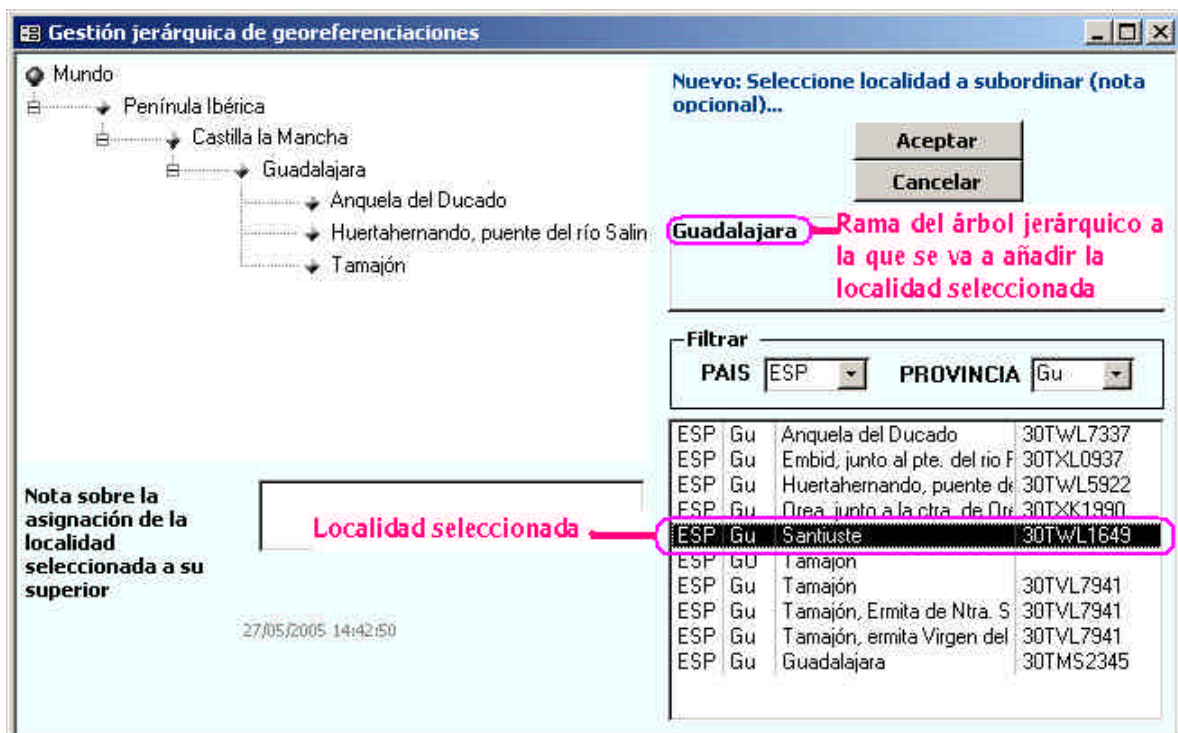 Gestión jerárquica de georeferenciaciones
Mundo
Penínula Ibérica
Castilla la Mancha
Guadalajara
Anquela del Ducado
Huertahernando, puente del río Salin
Tamajón
Nuevo: Seleccione localidad a subordinar (nota
opcional)...
Aceptar
Cancelar
Guadalajara
Rama del árbol jerárquico a
la que se va a añadir la
localidad seleccionada
Filtrar
PAIS ESP PROVINCIA Gu
ESP Gu Anquela del Ducado 30TWL7337
ESP Gu Embid, junto al pte. del rio 30TXL0937
ESP Gu Huertahernando, puente de 30TWL5922
ESP Gu Orea, junto a la ctra. de Ore 30TXK1990
ESP Gu Santiuste 30TWL1649
ESP GU Tamajón
ESP Gu Tamajón 30TVL7941
ESP Gu Tamajón, Ermita de Ntra. S 30TVL7941
ESP Gu Tamajón, ermita Virgen del 30TVL7941
ESP Gu Guadalajara 30TMS2345
Nota sobre la
asignación de la
localidad
seleccionada a su
superior
Localidad seleccionada
27/05/2005 14:42:50